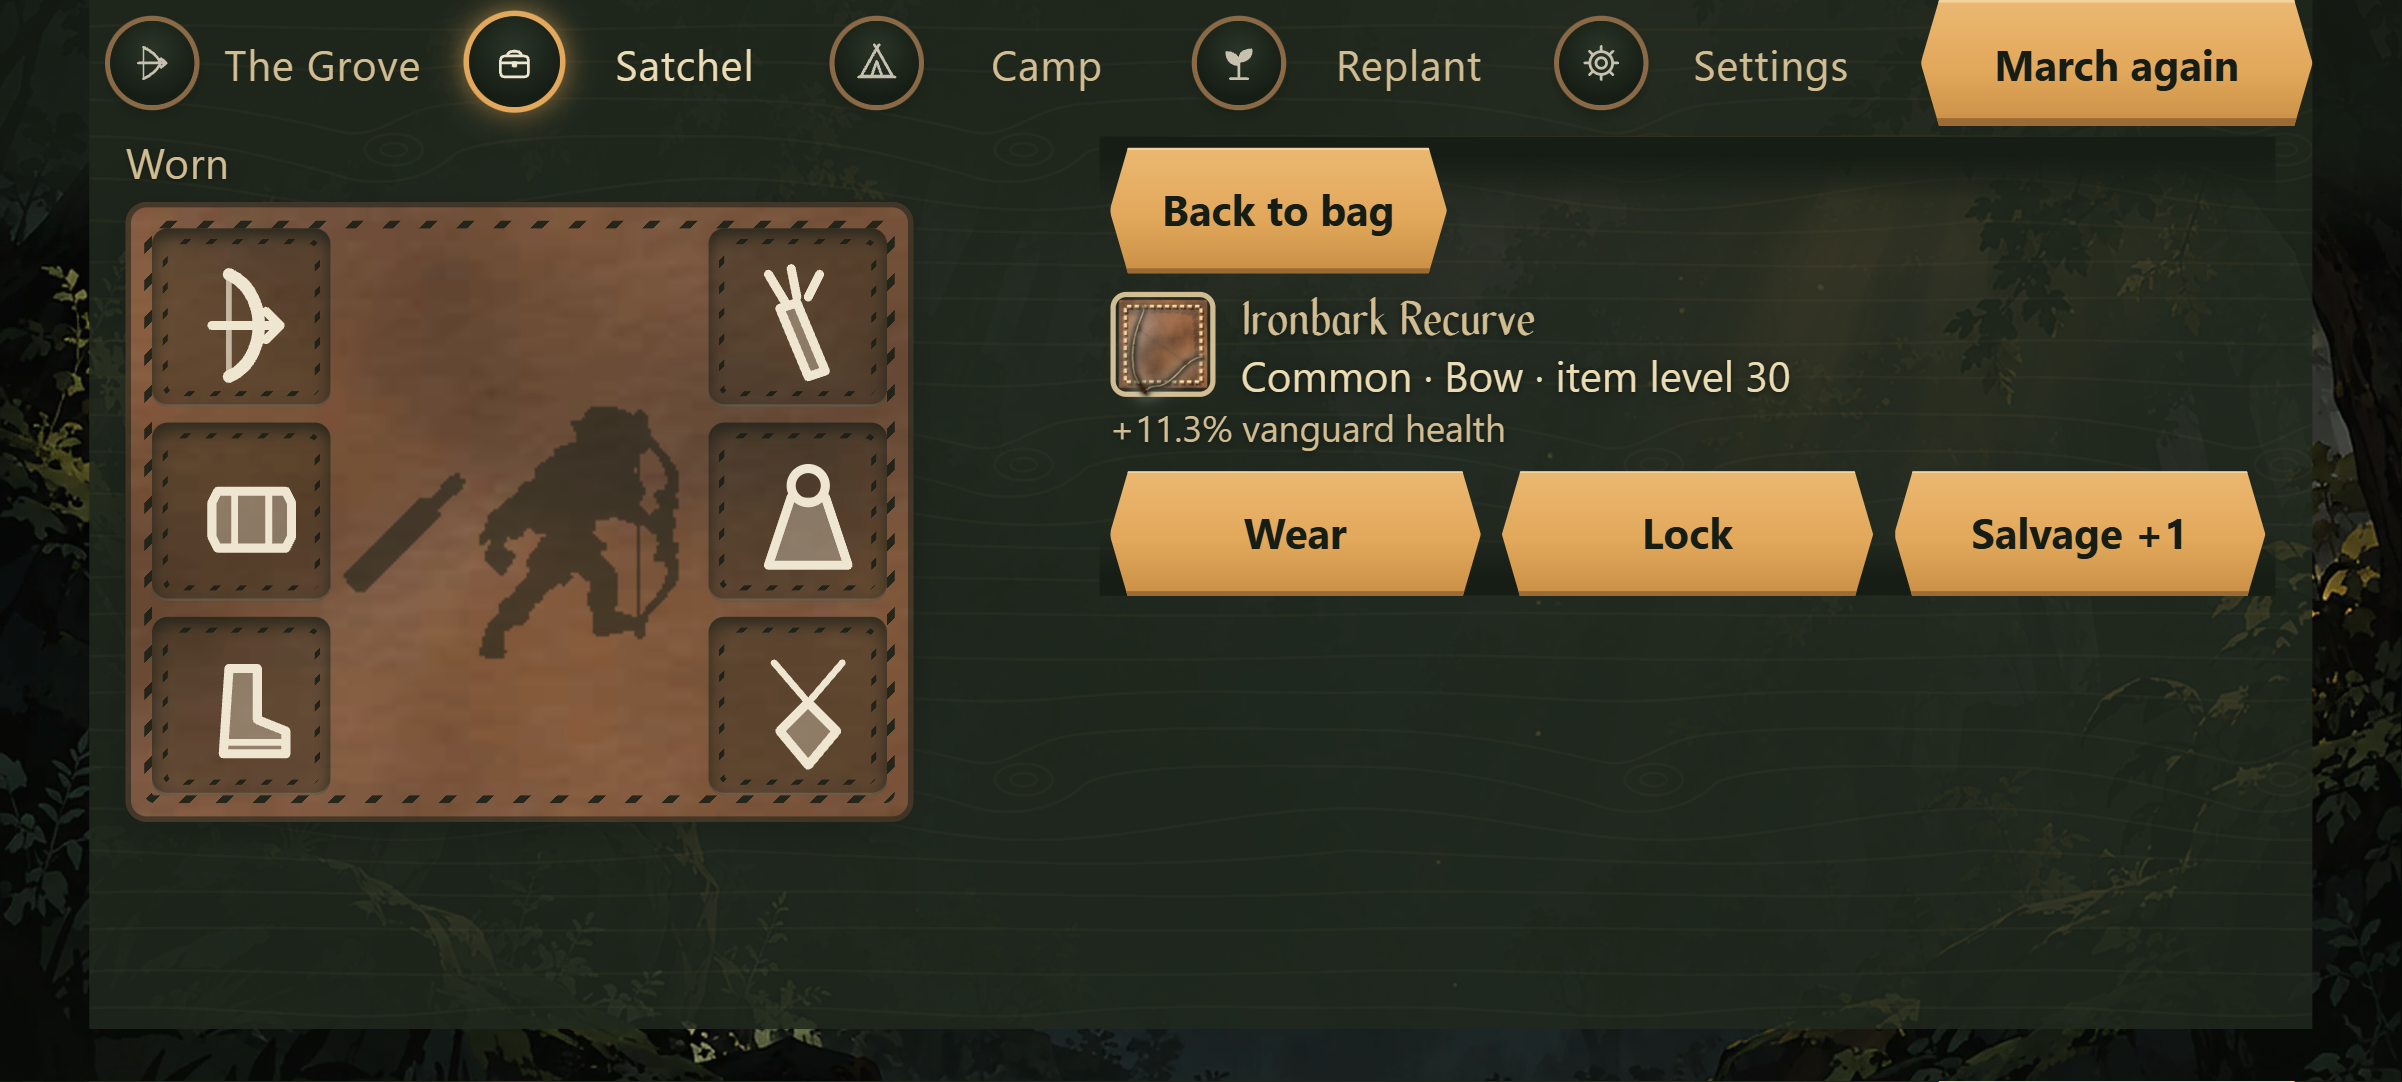 The Grove
Satchel
Camp
Replant
Settings
March again
Worn
Back to bag
Ironbark Recurve
Common · Bow · item level 30
+11.3% vanguard health
Wear
Lock
Salvage +1